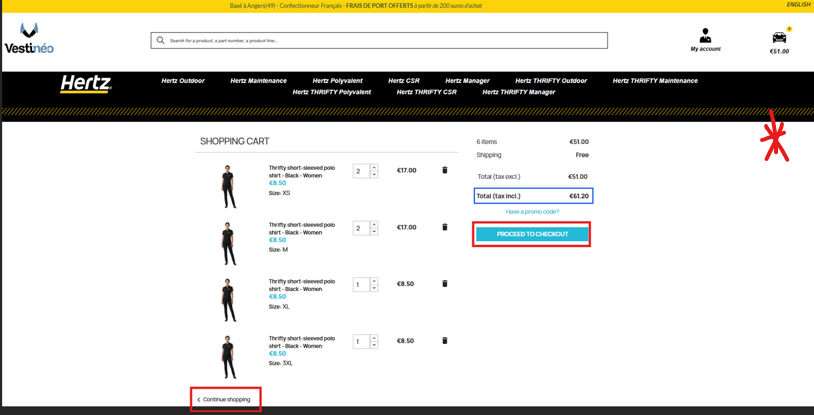 Basé à Angers(49) - Confectionneur Français - FRAIS DE PORT OFFERTS à partir de 200 euros d'achat
ENGLISH
Vestinéo
Search for a product, a part number, a product line...
My account
€51.00
Hertz
Hertz Outdoor Hertz Maintenance Hertz Polyvalent Hertz CSR Hertz Manager Hertz THRIFTY Outdoor Hertz THRIFTY Maintenance
Hertz THRIFTY Polyvalent Hertz THRIFTY CSR Hertz THRIFTY Manager
SHOPPING CART
Thrifty short-sleeved polo
shirt - Black - Women
€8.50
Size: XS
2
€17.00
Thrifty short-sleeved polo
shirt - Black - Women
€8.50
Size: M
2
€17.00
Thrifty short-sleeved polo
shirt - Black - Women
€8.50
Size: XL
1
€8.50
Thrifty short-sleeved polo
shirt - Black - Women
€8.50
Size: 3XL
1
€8.50
Continue shopping
6 items €51.00
Shipping Free
Total (tax excl.) €51.00
Total (tax incl.) €61.20
Have a promo code?
PROCEED TO CHECKOUT